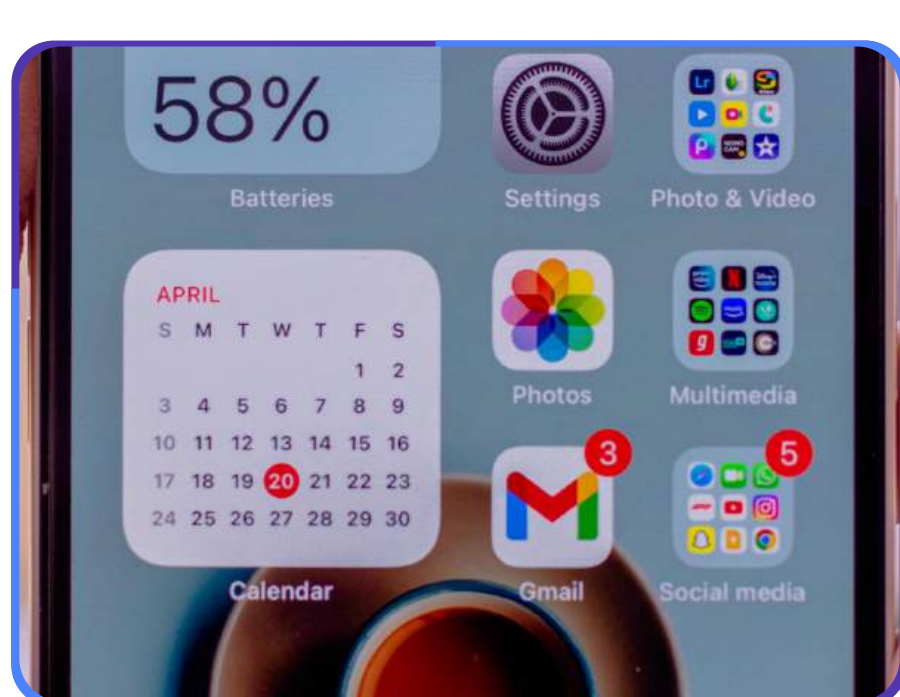 58%
Batteries
Settings
Photo & Video
Lr
APRIL
S M T W T F S
1 2
3 4 5 6 7 8 9
10 11 12 13 14 15 16
17 18 19 20 21 22 23
24 25 26 27 28 29 30
Calendar
Photos
Multimedia
3
Gmail
5
Social media